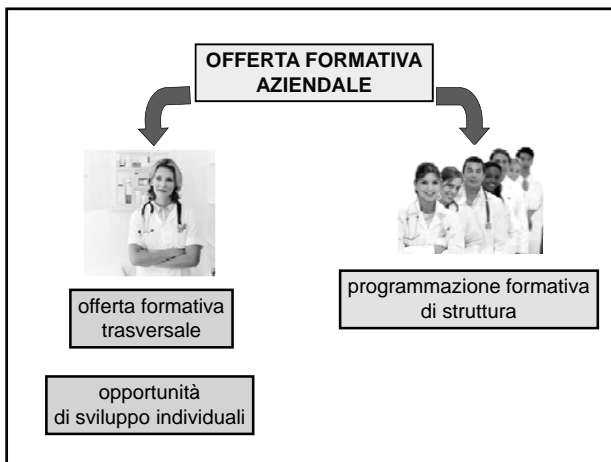 OFFERTA FORMATIVA
AZIENDALE
offerta formativa
trasversale
programmazione formativa
di struttura
opportunità
di sviluppo individuali